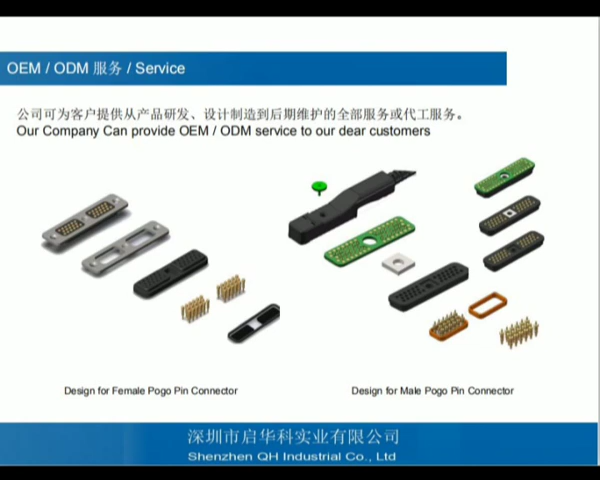 OEM / ODM 服务 / Service
公司可为客户提供从产品研发、设计制造到后期维护的全部服务或代工服务。
Our Company Can provide OEM / ODM service to our dear customers
Design for Female Pogo Pin Connector
Design for Male Pogo Pin Connector
深圳市启华科实业有限公司
Shenzhen QH Industrial Co., Ltd